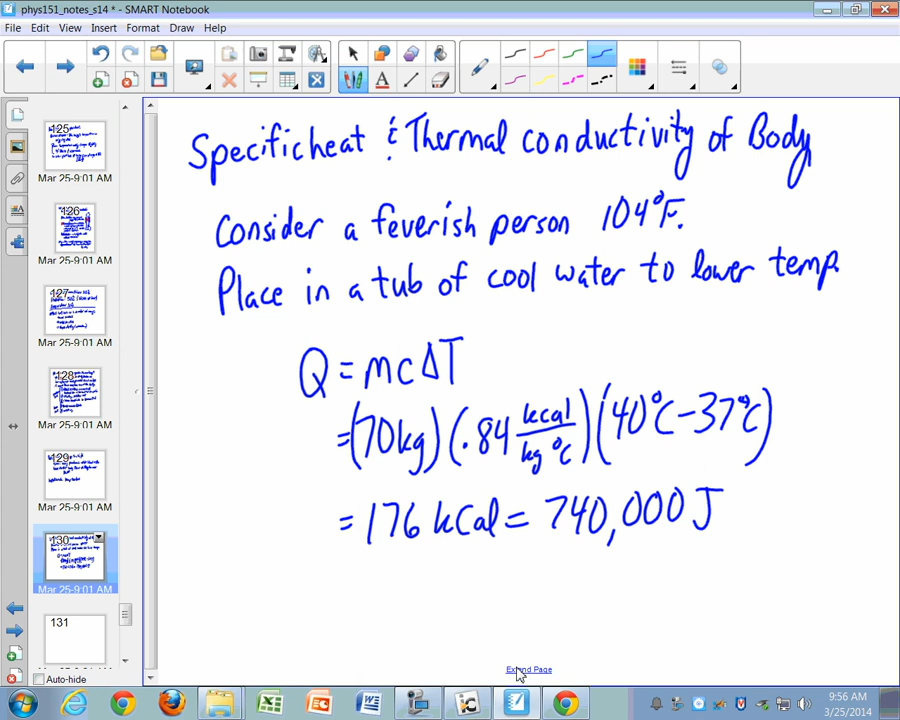 phys151_notes_s14 * - SMART Notebook
File Edit View Insert Format Draw Help
125
Mar 25-9:01 AM
126
Mar 25-9:01 AM
127
Mar 25-9:01 AM
128
Mar 25-9:01 AM
129
Mar 25-9:01 AM
130
Mar 25-9:01 AM
131
Auto-hide
Specific heat & Thermal conductivity of Body
Consider a feverish person 104°F.
Place in a tub of cool water to lower temp.
Q = mcΔT
= (70kg) (.84 kcal/kg °C) (40°C - 37°C)
= 176 kCal = 740,000 J
Expand Page
9:56 AM
3/25/2014